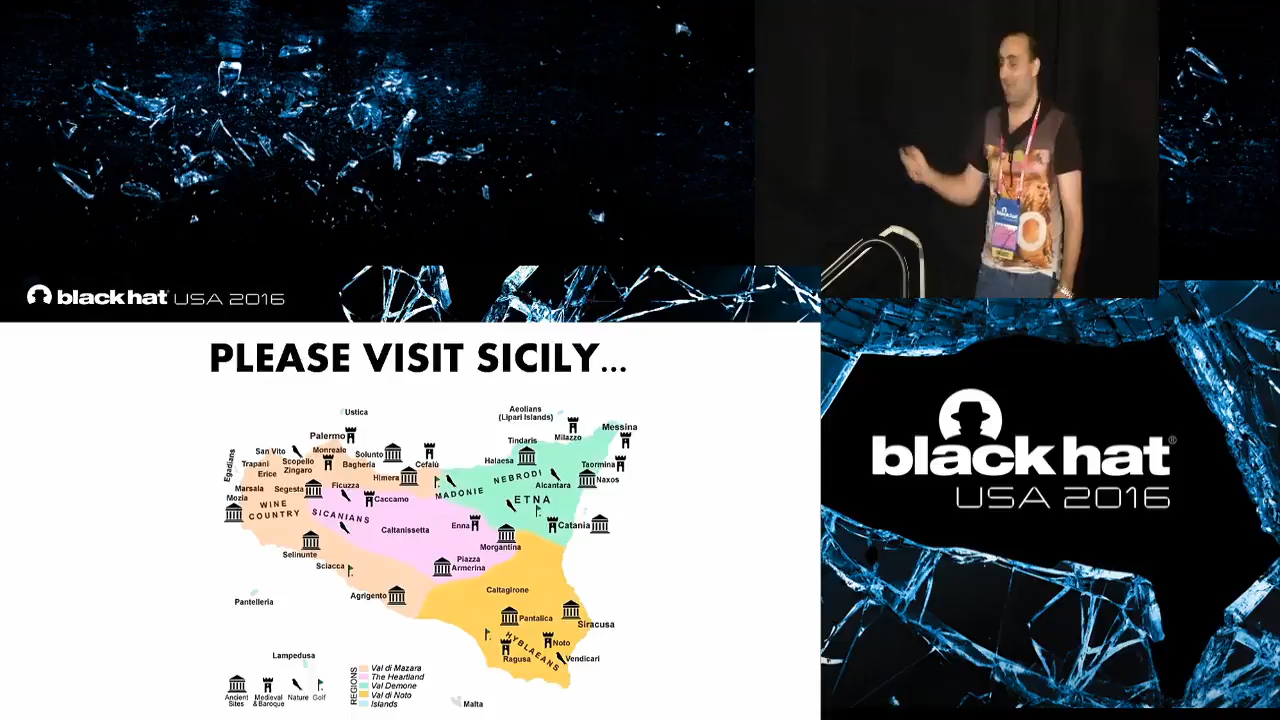 black hat USA 2016
PLEASE VISIT SICILY...
Ustica
Aeolians
(Lipari Islands)
Messina
Milazzo
Palermo
Tindaris
San Vito
Monreale
Solunto
Halaesa
Taormina
Egadians
Trapani
Scopello
Bagheria
Cefalù
Erice
Zingaro
Himera
NEBRODI
Naxos
Marsala
Segesta
Ficuzza
MADONIE
Alcantara
Mozia
Caccamo
ETNA
WINE
COUNTRY
SICANIANS
Caltanissetta
Enna
Catania
Selinunte
Morgantina
Sciacca
Piazza
Armerina
Pantelleria
Agrigento
Caltagirone
Pantalica
Siracusa
HYBLAEANS
Noto
Lampedusa
Ragusa
Vendicari
REGIONS
Val di Mazara
The Heartland
Val Demone
Val di Noto
Islands
Ancient
Sites
Medieval
& Baroque
Nature
Golf
Malta
black hat
black hat®
USA 2016